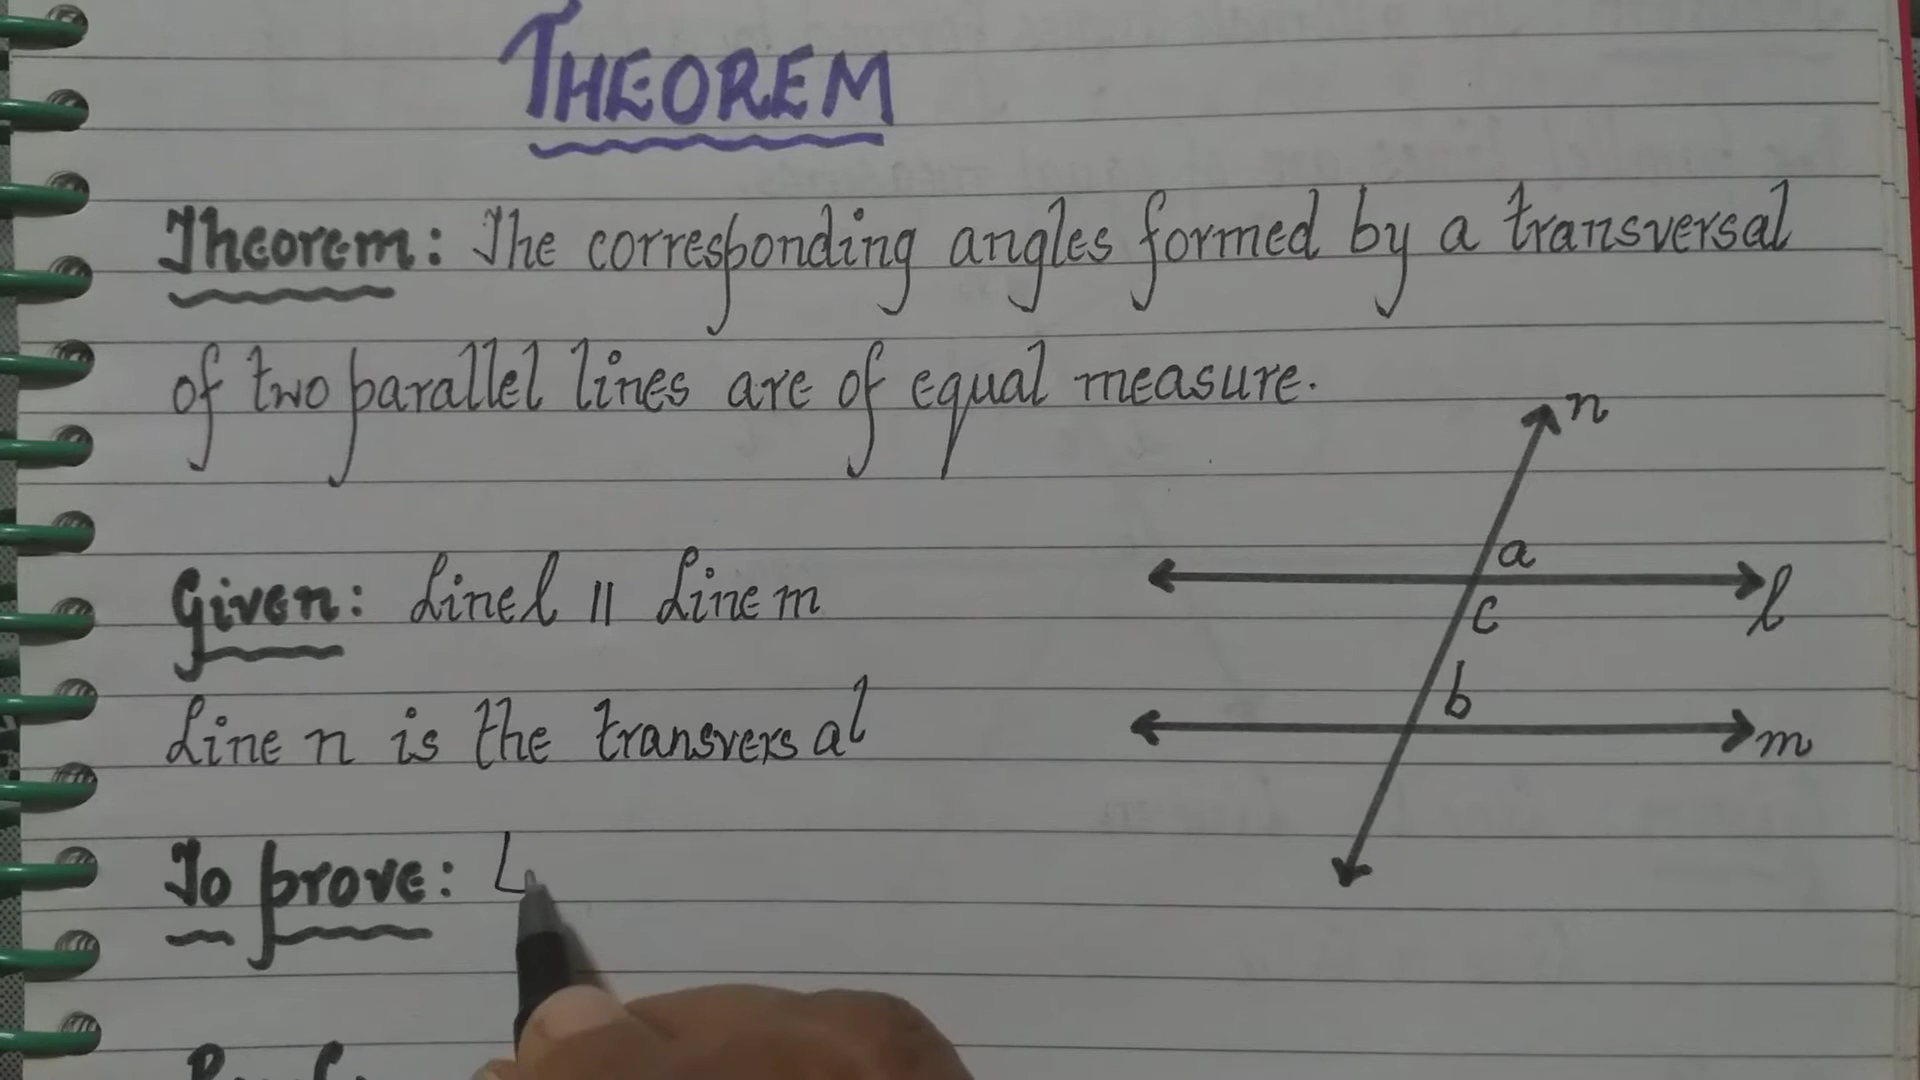 THEOREM
Theorem: The corresponding angles formed by a transversal
of two parallel lines are of equal measure.
n
a
Given: Line l || Line m
l
c
b
Line n is the transversal
m
To prove: ∠